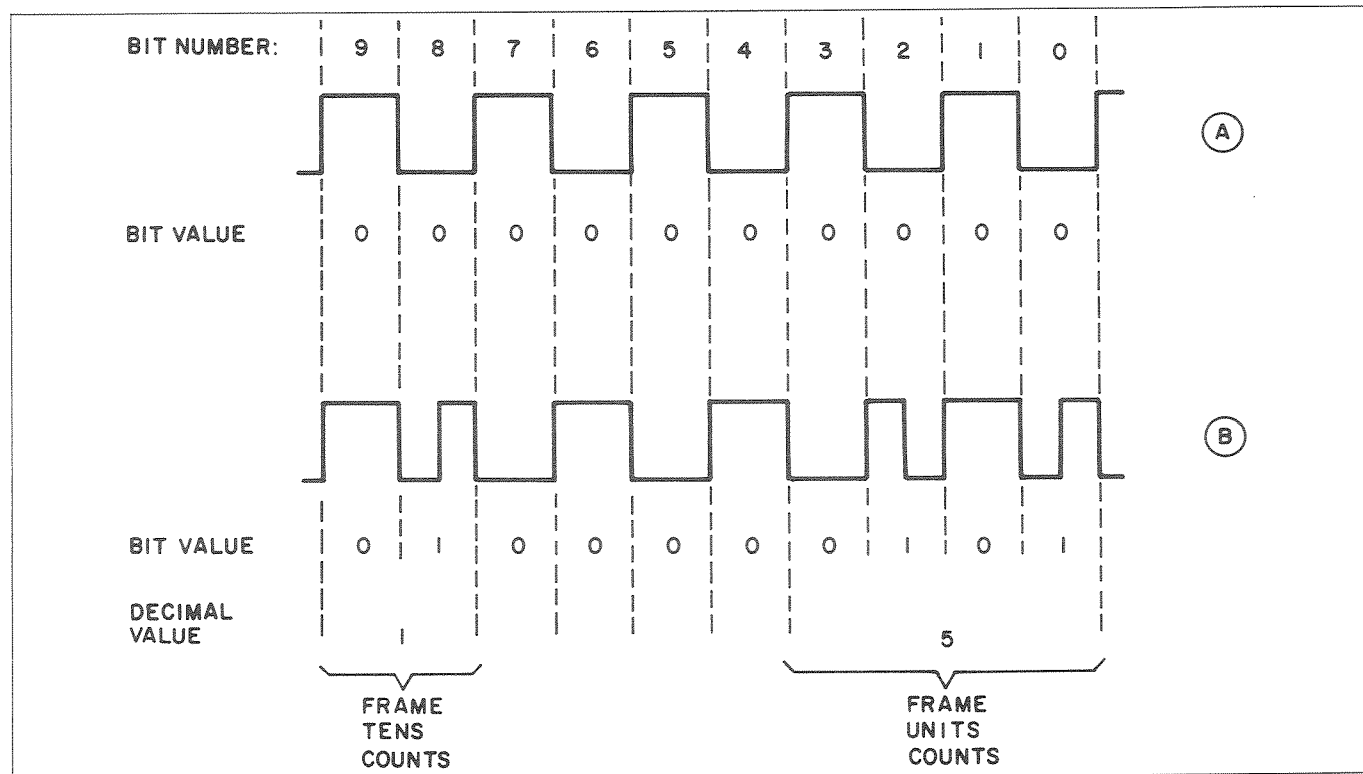 BIT NUMBER: 9 8 7 6 5 4 3 2 1 0
A
BIT VALUE 0 0 0 0 0 0 0 0 0 0
B
BIT VALUE 0 1 0 0 0 0 0 1 0 1
DECIMAL
VALUE 1 5
FRAME FRAME
TENS UNITS
COUNTS COUNTS